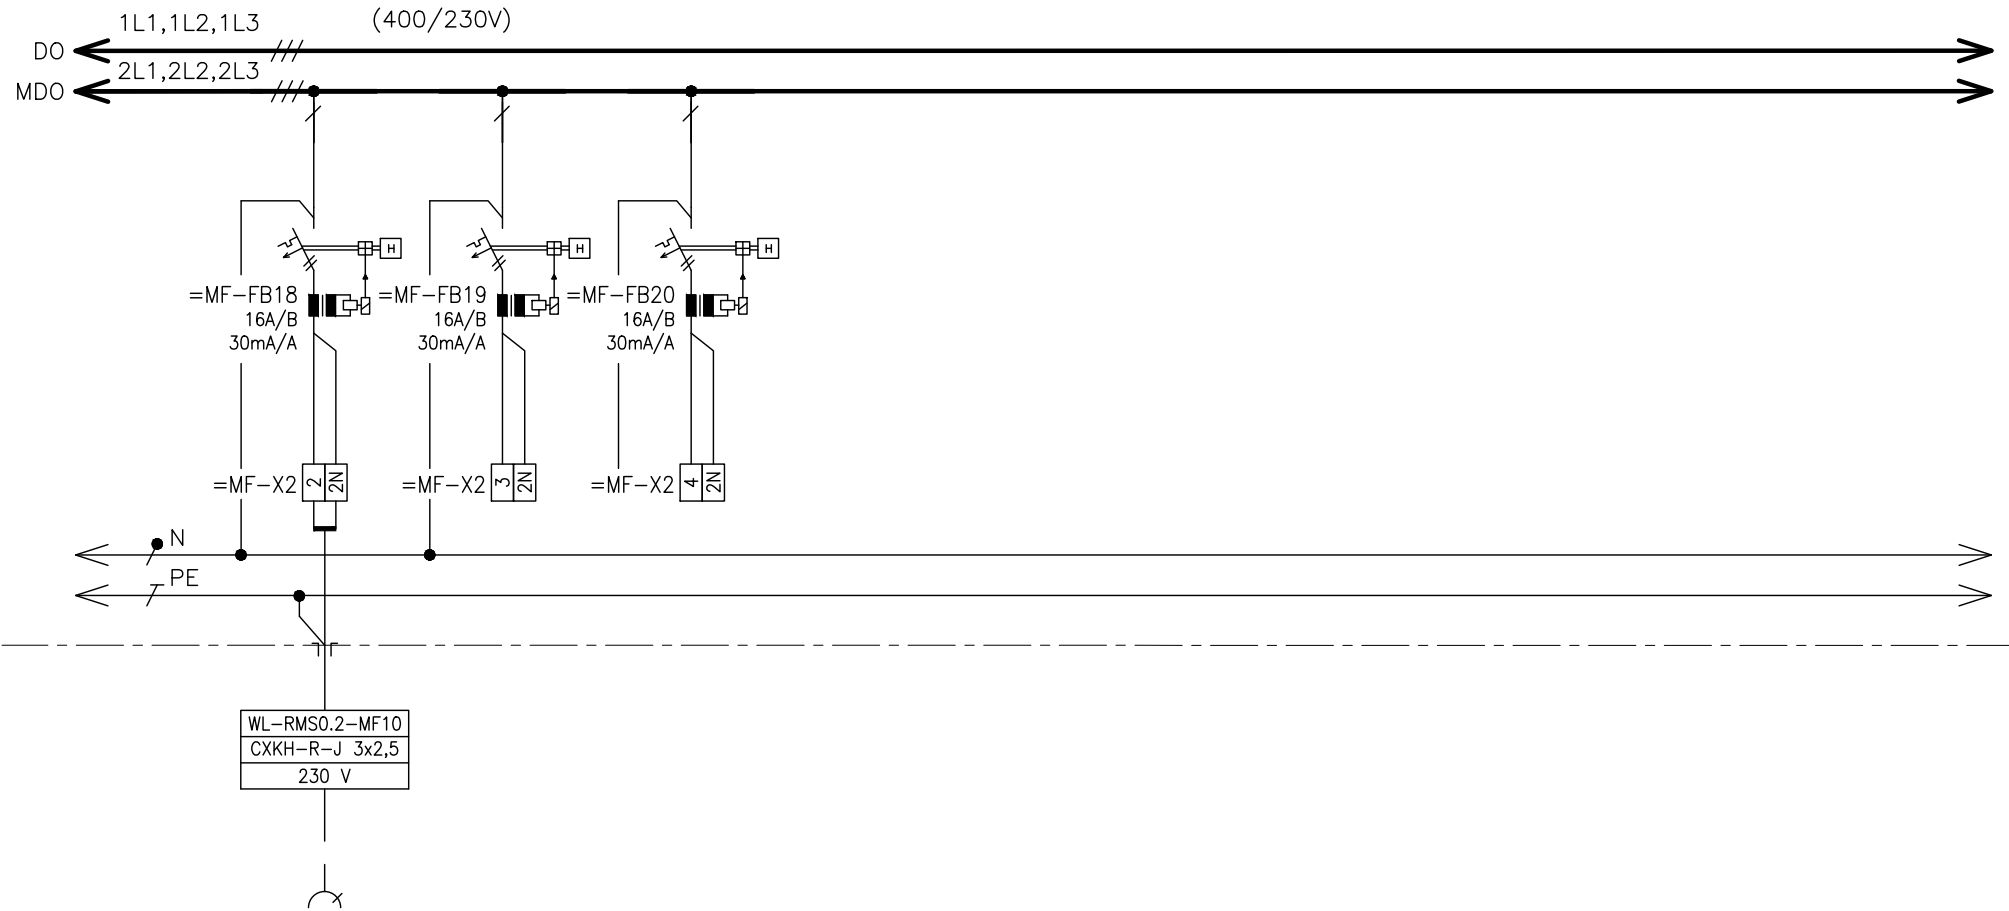 1L1,1L2,1L3 (400/230V)
DO
2L1,2L2,2L3
MDO
H H H
=MF-FB18 =MF-FB19 =MF-FB20
16A/B 16A/B 16A/B
30mA/A 30mA/A 30mA/A
=MF-X2 2 2N =MF-X2 3 2N =MF-X2 4 2N
N
PE
WL-RMS0.2-MF10
CXKH-R-J 3x2,5
230 V